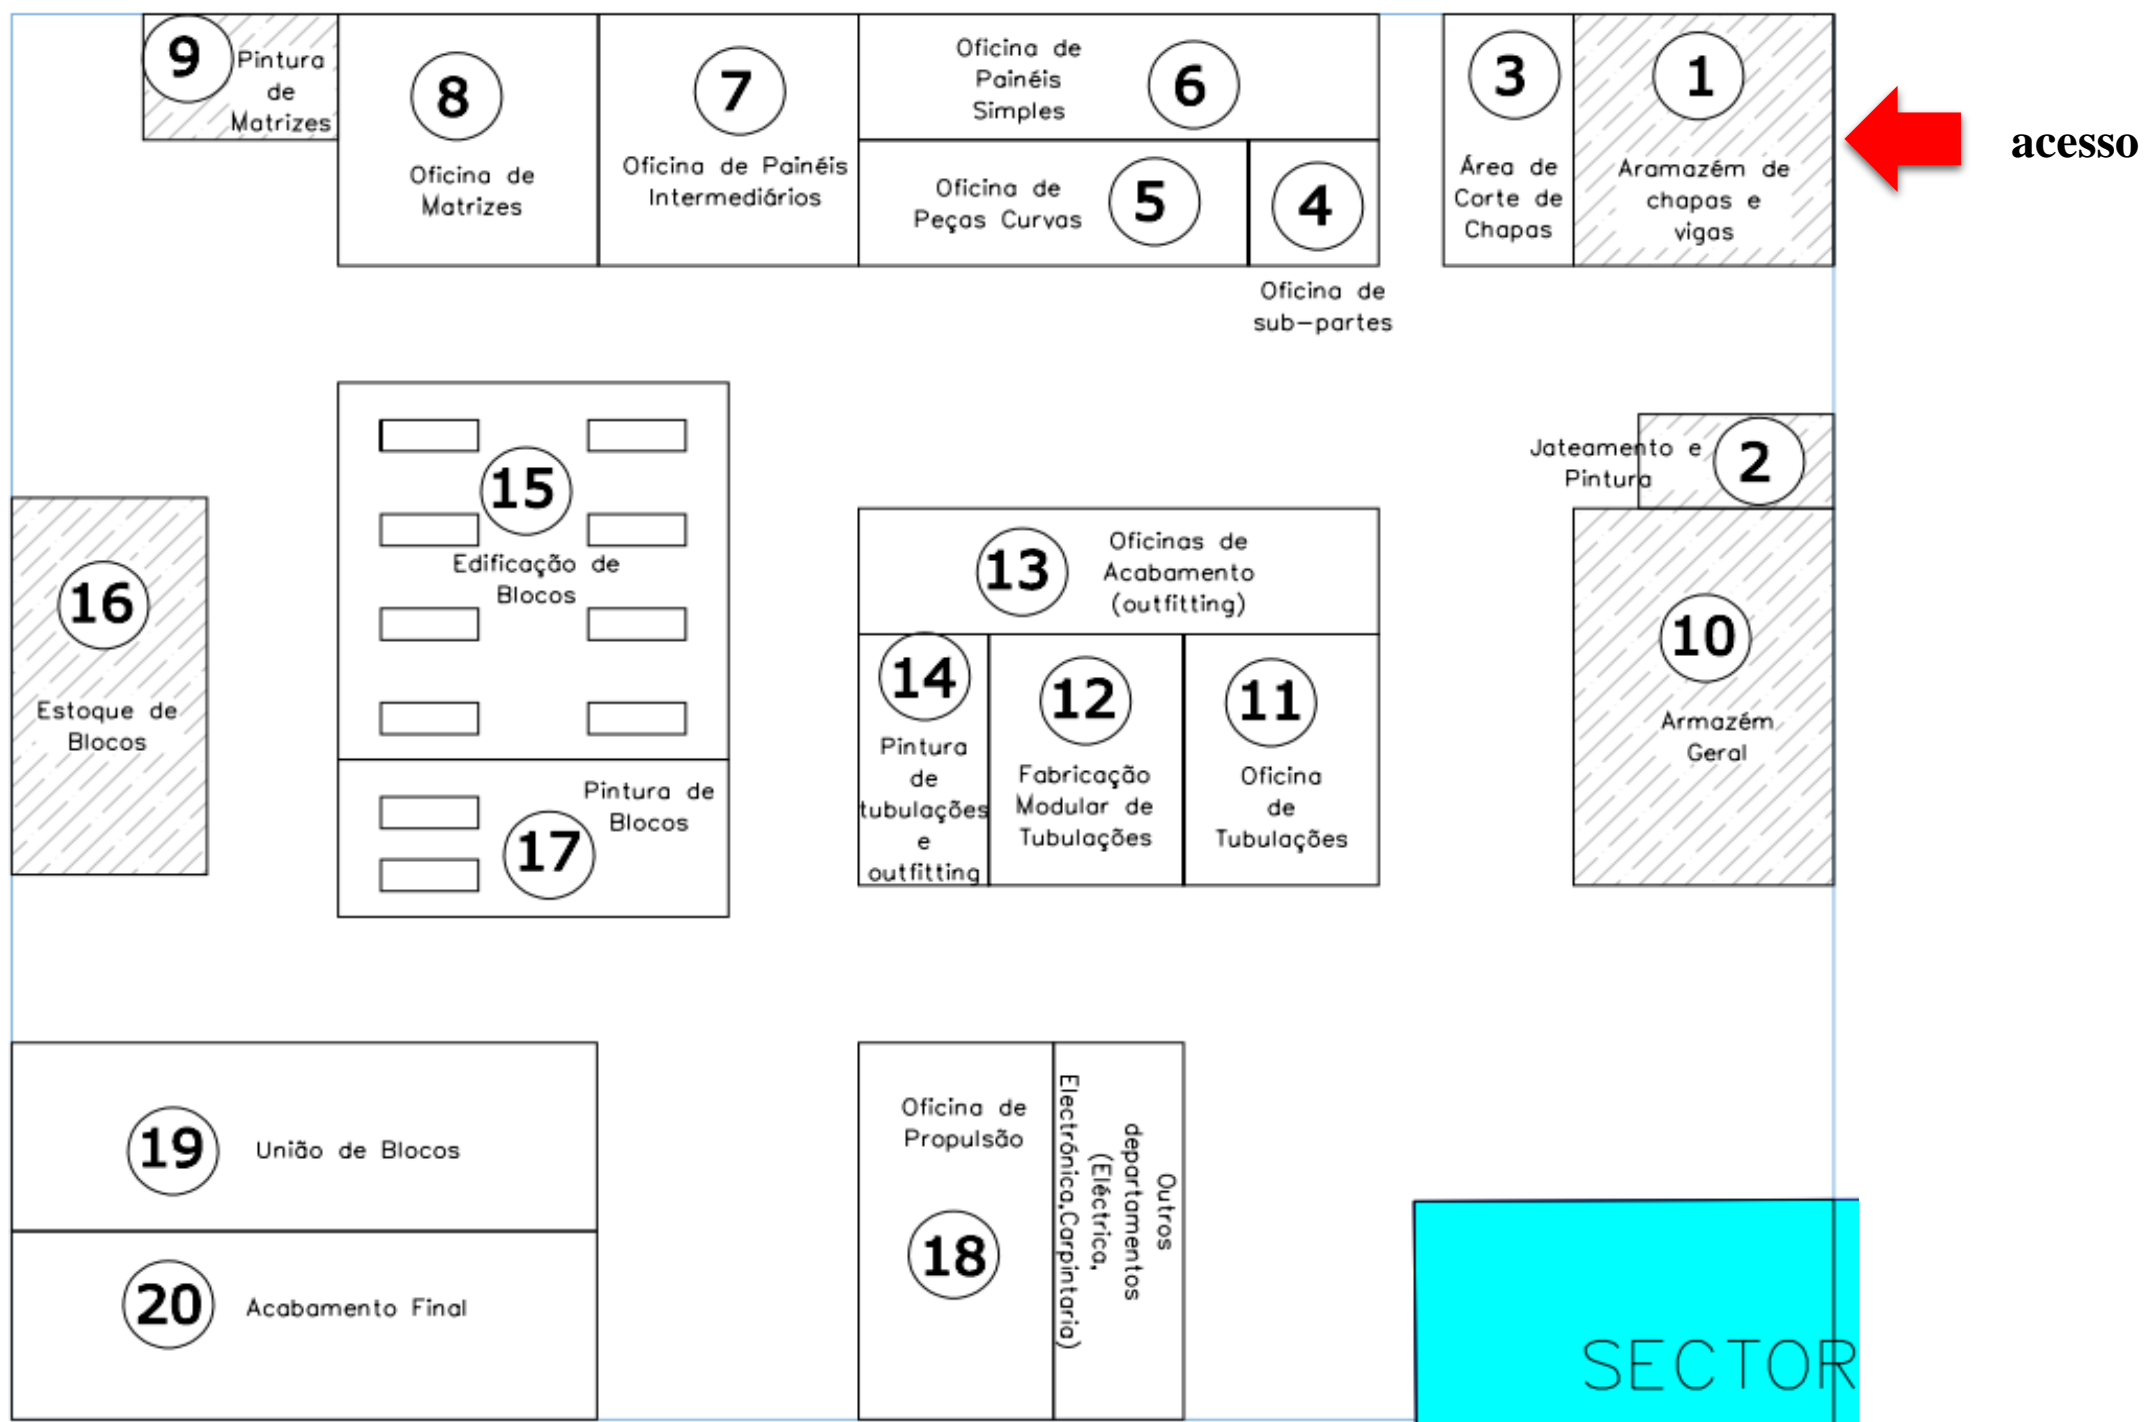 9
Pintura
de
Matrizes
8
Oficina de
Matrizes
7
Oficina de Painéis
Intermediários
Oficina de
Painéis
Simples
6
Oficina de
Peças Curvas
5
4
Oficina de
sub-partes
3
Área de
Corte de
Chapas
1
Aramazém de
chapas e
vigas
acesso
Jateamento e
Pintura
2
15
Edificação de
Blocos
16
Estoque de
Blocos
13
Oficinas de
Acabamento
(outfitting)
14
Pintura
de
tubulações
e
outfitting
12
Fabricação
Modular de
Tubulações
11
Oficina
de
Tubulações
10
Armazém
Geral
Pintura de
Blocos
17
19
União de Blocos
20
Acabamento Final
Oficina de
Propulsão
18
Outros
departamentos
(Eléctrica,
Electrónica,Carpintaria)
SECTOR